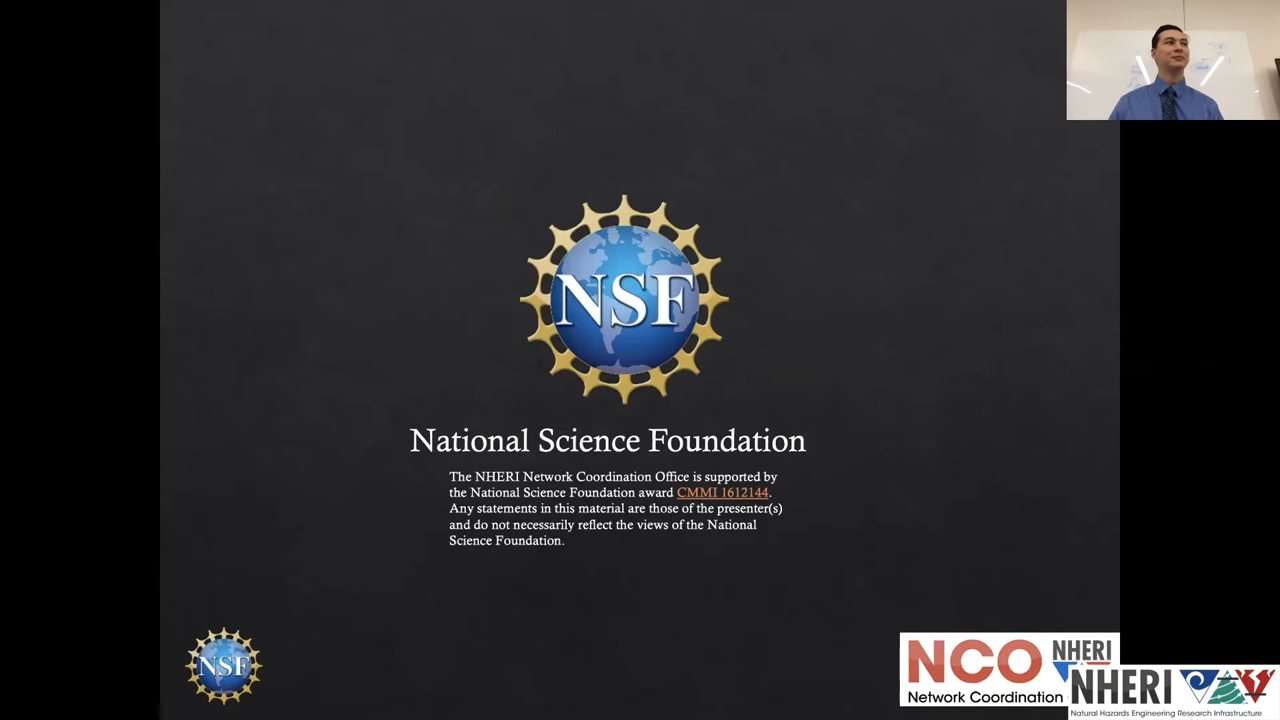 NSF
National Science Foundation
The NHERI Network Coordination Office is supported by
the National Science Foundation award CMMI 1612144.
Any statements in this material are those of the presenter(s)
and do not necessarily reflect the views of the National
Science Foundation.
NSF
NCO
NHERI
Network Coordination
NHERI
Natural Hazards Engineering Research Infrastructure